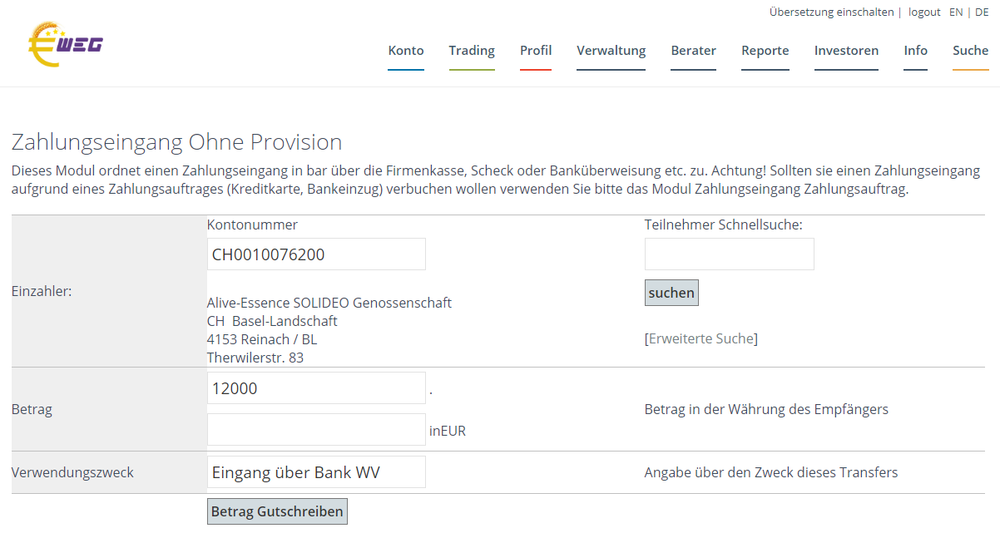 Übersetzung einschalten | logout EN | DE
€WEG
Konto Trading Profil Verwaltung Berater Reporte Investoren Info Suche
Zahlungseingang Ohne Provision
Dieses Modul ordnet einen Zahlungseingang in bar über die Firmenkasse, Scheck oder Banküberweisung etc. zu. Achtung! Sollten sie einen Zahlungseingang
aufgrund eines Zahlungsauftrages (Kreditkarte, Bankeinzug) verbuchen wollen verwenden Sie bitte das Modul Zahlungseingang Zahlungsauftrag.
Kontonummer Teilnehmer Schnellsuche:
CH0010076200
Einzahler: suchen
Alive-Essence SOLIDEO Genossenschaft
CH Basel-Landschaft
4153 Reinach / BL [Erweiterte Suche]
Therwilerstr. 83
12000 .
Betrag Betrag in der Währung des Empfängers
inEUR
Verwendungszweck Eingang über Bank WV Angabe über den Zweck dieses Transfers
Betrag Gutschreiben